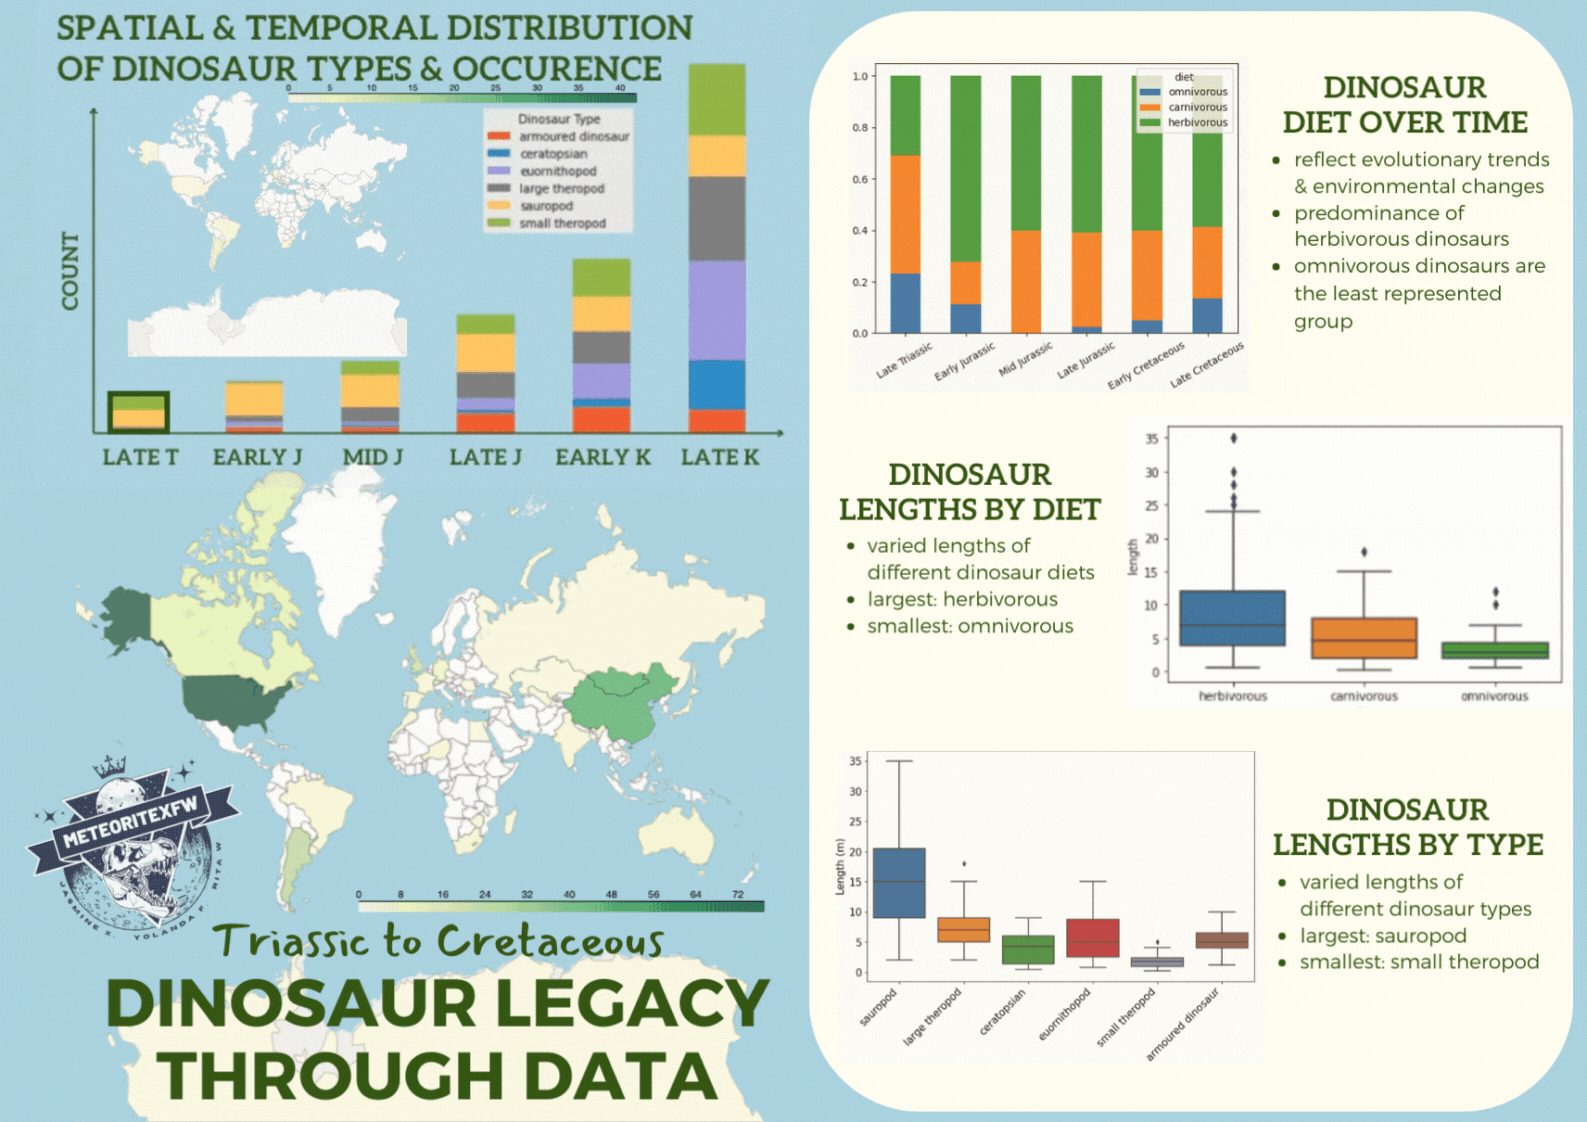 SPATIAL & TEMPORAL DISTRIBUTION
OF DINOSAUR TYPES & OCCURENCE
0 5 10 15 20 25 30 35 40
Dinosaur Type
armoured dinosaur
ceratopsian
euornithopod
large theropod
sauropod
small theropod
COUNT
LATE T EARLY J MID J LATE J EARLY K LATE K
METEORITEXFW
JASMINE X. YOLANDA F. RITA W.
0 8 16 24 32 40 48 56 64 72
Triassic to Cretaceous
DINOSAUR LEGACY
THROUGH DATA
1.0
0.8
0.6
0.4
0.2
0.0
diet
omnivorous
carnivorous
herbivorous
Late Triassic Early Jurassic Mid Jurassic Late Jurassic Early Cretaceous Late Cretaceous
DINOSAUR
DIET OVER TIME
• reflect evolutionary trends
& environmental changes
• predominance of
herbivorous dinosaurs
• omnivorous dinosaurs are
the least represented
group
DINOSAUR
LENGTHS BY DIET
• varied lengths of
different dinosaur diets
• largest: herbivorous
• smallest: omnivorous
length
35
30
25
20
15
10
5
0
herbivorous carnivorous omnivorous
Length (m)
35
30
25
20
15
10
5
0
sauropod large theropod ceratopsian euornithopod small theropod armoured dinosaur
DINOSAUR
LENGTHS BY TYPE
• varied lengths of
different dinosaur types
• largest: sauropod
• smallest: small theropod